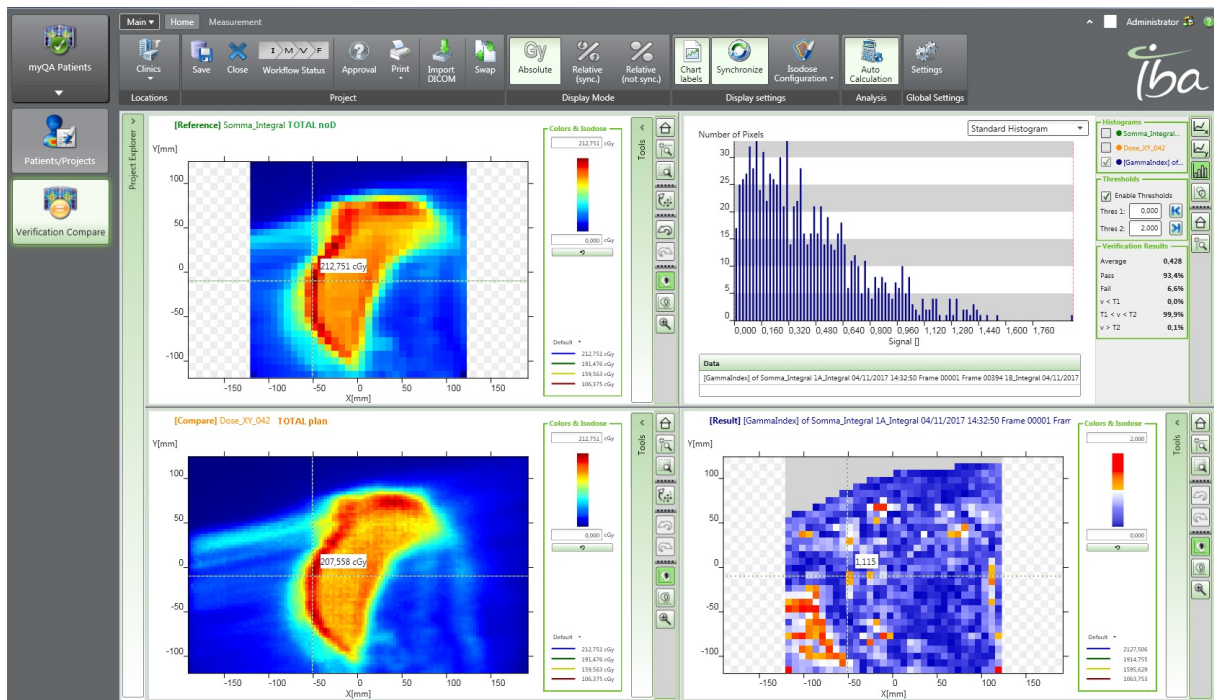 Main Home Measurement
Administrator
myQA Patients
Patients/Projects
Verification Compare
Clinics
Save
Close
I M V F
Workflow Status
Approval
Print
Import DICOM
Swap
Gy
Absolute
Relative (sync.)
Relative (not sync.)
Chart labels
Synchronize
Isodose Configuration
Auto Calculation
Settings
Locations
Project
Display Mode
Display settings
Analysis
Global Settings
iba
Project Explorer
[Reference] Somma_Integral TOTAL noD
Y[mm]
100
50
0
-50
-100
-150 -100 -50 0 50 100 150
X[mm]
212,751 cGy
Colors & Isodose
212,751 cGy
0,000 cGy
Default
212,751 cGy
191,476 cGy
159,563 cGy
106,375 cGy
Tools
Number of Pixels
Standard Histogram
30
25
20
15
10
5
0
0,000 0,160 0,320 0,480 0,640 0,800 0,960 1,120 1,280 1,440 1,600 1,760
Signal []
Data
[GammaIndex] of Somma_Integral 1A_Integral 04/11/2017 14:32:50 Frame 00001 Frame 00394 1B_Integral 04/11/2017
Histograms
Somma_Integral...
Dose_XY_042
[GammaIndex] of...
Thresholds
Enable Thresholds
Thres 1: 0,000
Thres 2: 2,000
Verification Results
Average 0,428
Pass 93,4%
Fail 6,6%
v < T1 0,0%
T1 < v < T2 99,9%
v > T2 0,1%
[Compare] Dose_XY_042 TOTAL plan
Y[mm]
100
50
0
-50
-100
-150 -100 -50 0 50 100 150
X[mm]
207,558 cGy
Colors & Isodose
212,751 cGy
0,000 cGy
Default
212,751 cGy
191,476 cGy
159,563 cGy
106,375 cGy
Tools
[Result] [GammaIndex] of Somma_Integral 1A_Integral 04/11/2017 14:32:50 Frame 00001 Fram
Y[mm]
100
50
0
-50
-100
-150 -100 -50 0 50 100 150
X[mm]
1,115
Colors & Isodose
2,000
0,000
Default
2127,506
1914,755
1595,629
1063,753
Tools